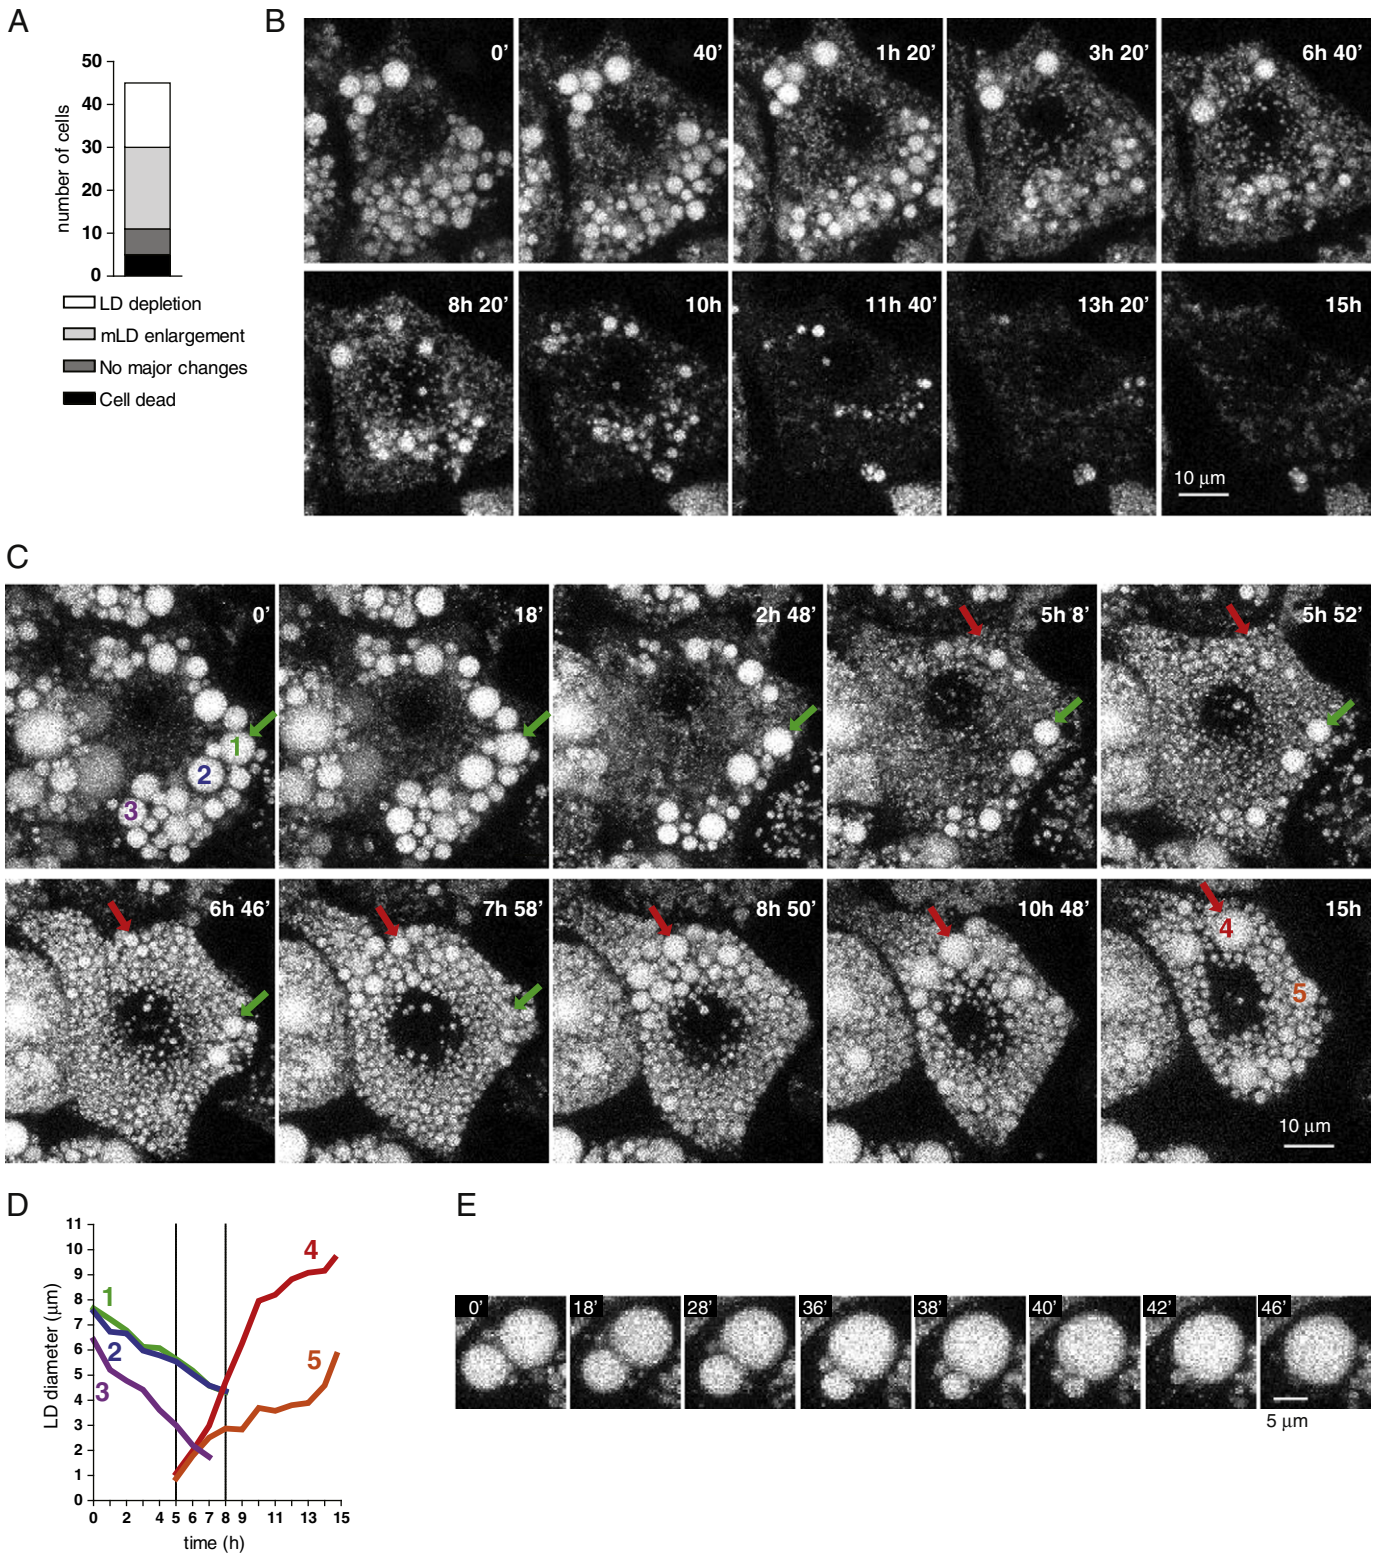 A
50
40
30
20
10
0
number of cells
LD depletion
mLD enlargement
No major changes
Cell dead
B
0’
40’
1h 20’
3h 20’
6h 40’
8h 20’
10h
11h 40’
13h 20’
15h
10 μm
C
0’
18’
2h 48’
5h 8’
5h 52’
1
2
3
6h 46’
7h 58’
8h 50’
10h 48’
15h
4
5
10 μm
D
11
10
9
8
7
6
5
4
3
2
1
0
LD diameter (μm)
1
2
3
4
5
0 2 4 5 6 7 8 9 11 13 15
time (h)
E
0’
18’
28’
36’
38’
40’
42’
46’
5 μm